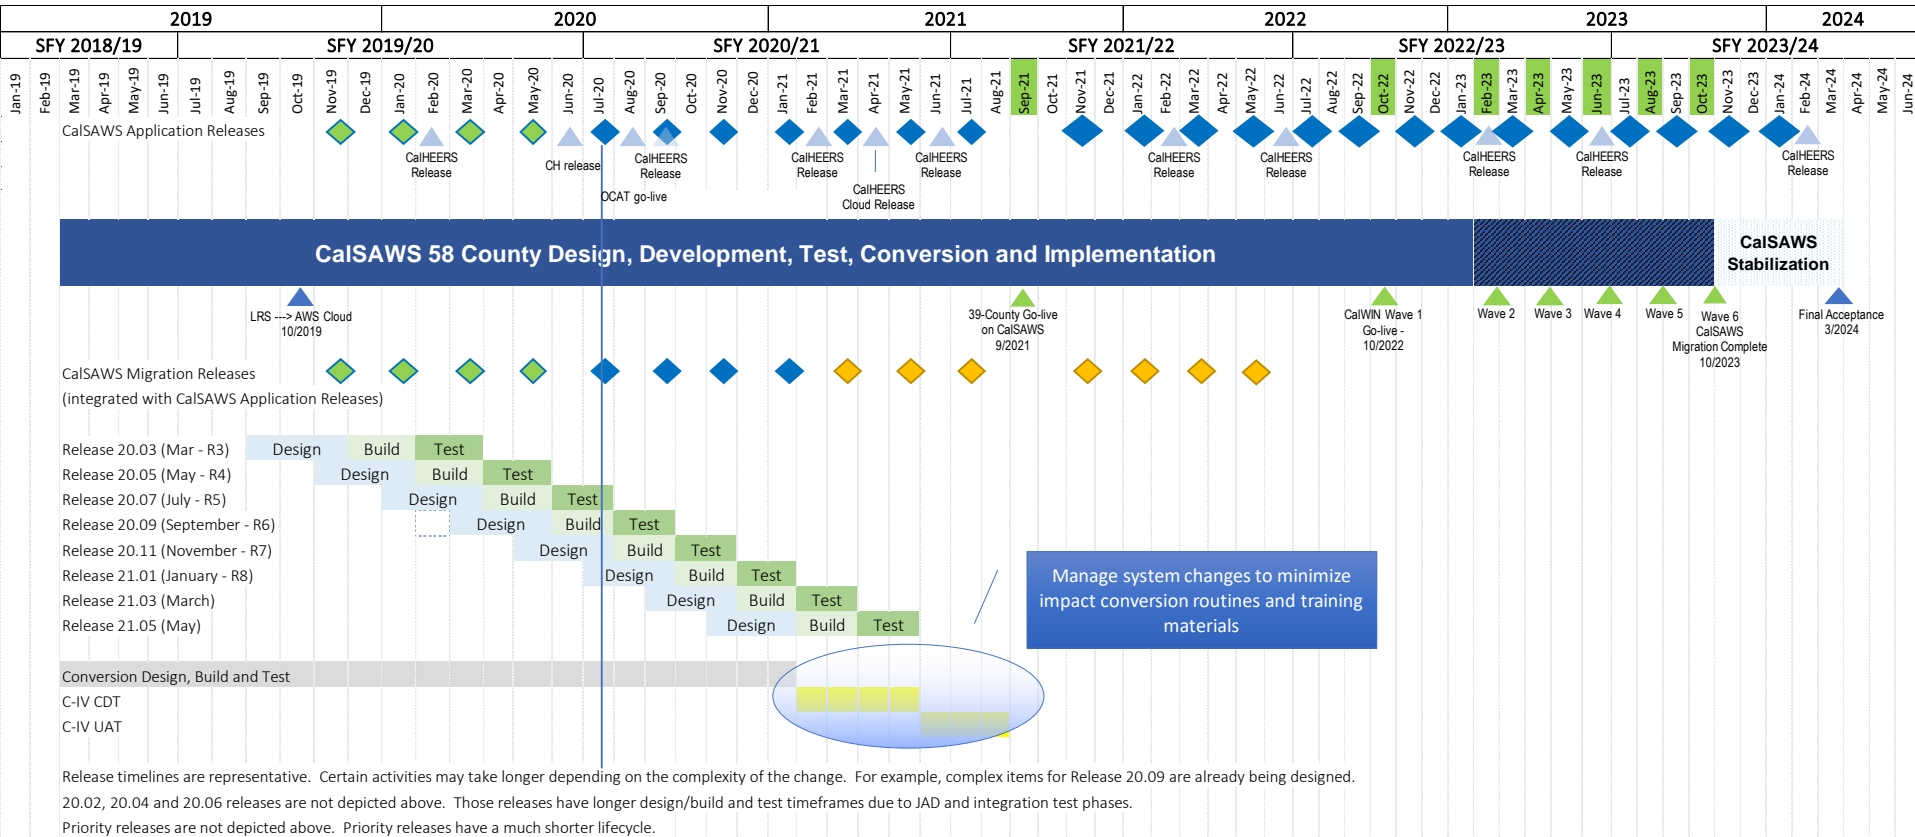 2019 2020 2021 2022 2023 2024
SFY 2018/19 SFY 2019/20 SFY 2020/21 SFY 2021/22 SFY 2022/23 SFY 2023/24
Jan-19 Feb-19 Mar-19 Apr-19 May-19 Jun-19 Jul-19 Aug-19 Sep-19 Oct-19 Nov-19 Dec-19 Jan-20 Feb-20 Mar-20 Apr-20 May-20 Jun-20 Jul-20 Aug-20 Sep-20 Oct-20 Nov-20 Dec-20 Jan-21 Feb-21 Mar-21 Apr-21 May-21 Jun-21 Jul-21 Aug-21 Sep-21 Oct-21 Nov-21 Dec-21 Jan-22 Feb-22 Mar-22 Apr-22 May-22 Jun-22 Jul-22 Aug-22 Sep-22 Oct-22 Nov-22 Dec-22 Jan-23 Feb-23 Mar-23 Apr-23 May-23 Jun-23 Jul-23 Aug-23 Sep-23 Oct-23 Nov-23 Dec-23 Jan-24 Feb-24 Mar-24 Apr-24 May-24 Jun-24
CalSAWS Application Releases
CalHEERS
Release
CH release
CalHEERS
Release
OCAT go-live
CalHEERS
Release
CalHEERS
Cloud Release
CalHEERS
Release
CalHEERS
Release
CalHEERS
Release
CalHEERS
Release
CalHEERS
Release
CalHEERS
Release
CalSAWS 58 County Design, Development, Test, Conversion and Implementation
CalSAWS
Stabilization
LRS ---> AWS Cloud
10/2019
39-County Go-live
on CalSAWS
9/2021
CalWIN Wave 1
Go-live -
10/2022
Wave 2
Wave 3
Wave 4
Wave 5
Wave 6
CalSAWS
Migration Complete
10/2023
Final Acceptance
3/2024
CalSAWS Migration Releases
(integrated with CalSAWS Application Releases)
Release 20.03 (Mar - R3) Design Build Test
Release 20.05 (May - R4) Design Build Test
Release 20.07 (July - R5) Design Build Test
Release 20.09 (September - R6) Design Build Test
Release 20.11 (November - R7) Design Build Test
Release 21.01 (January - R8) Design Build Test
Release 21.03 (March) Design Build Test
Release 21.05 (May) Design Build Test
Manage system changes to minimize
impact conversion routines and training
materials
Conversion Design, Build and Test
C-IV CDT
C-IV UAT
Release timelines are representative. Certain activities may take longer depending on the complexity of the change. For example, complex items for Release 20.09 are already being designed.
20.02, 20.04 and 20.06 releases are not depicted above. Those releases have longer design/build and test timeframes due to JAD and integration test phases.
Priority releases are not depicted above. Priority releases have a much shorter lifecycle.